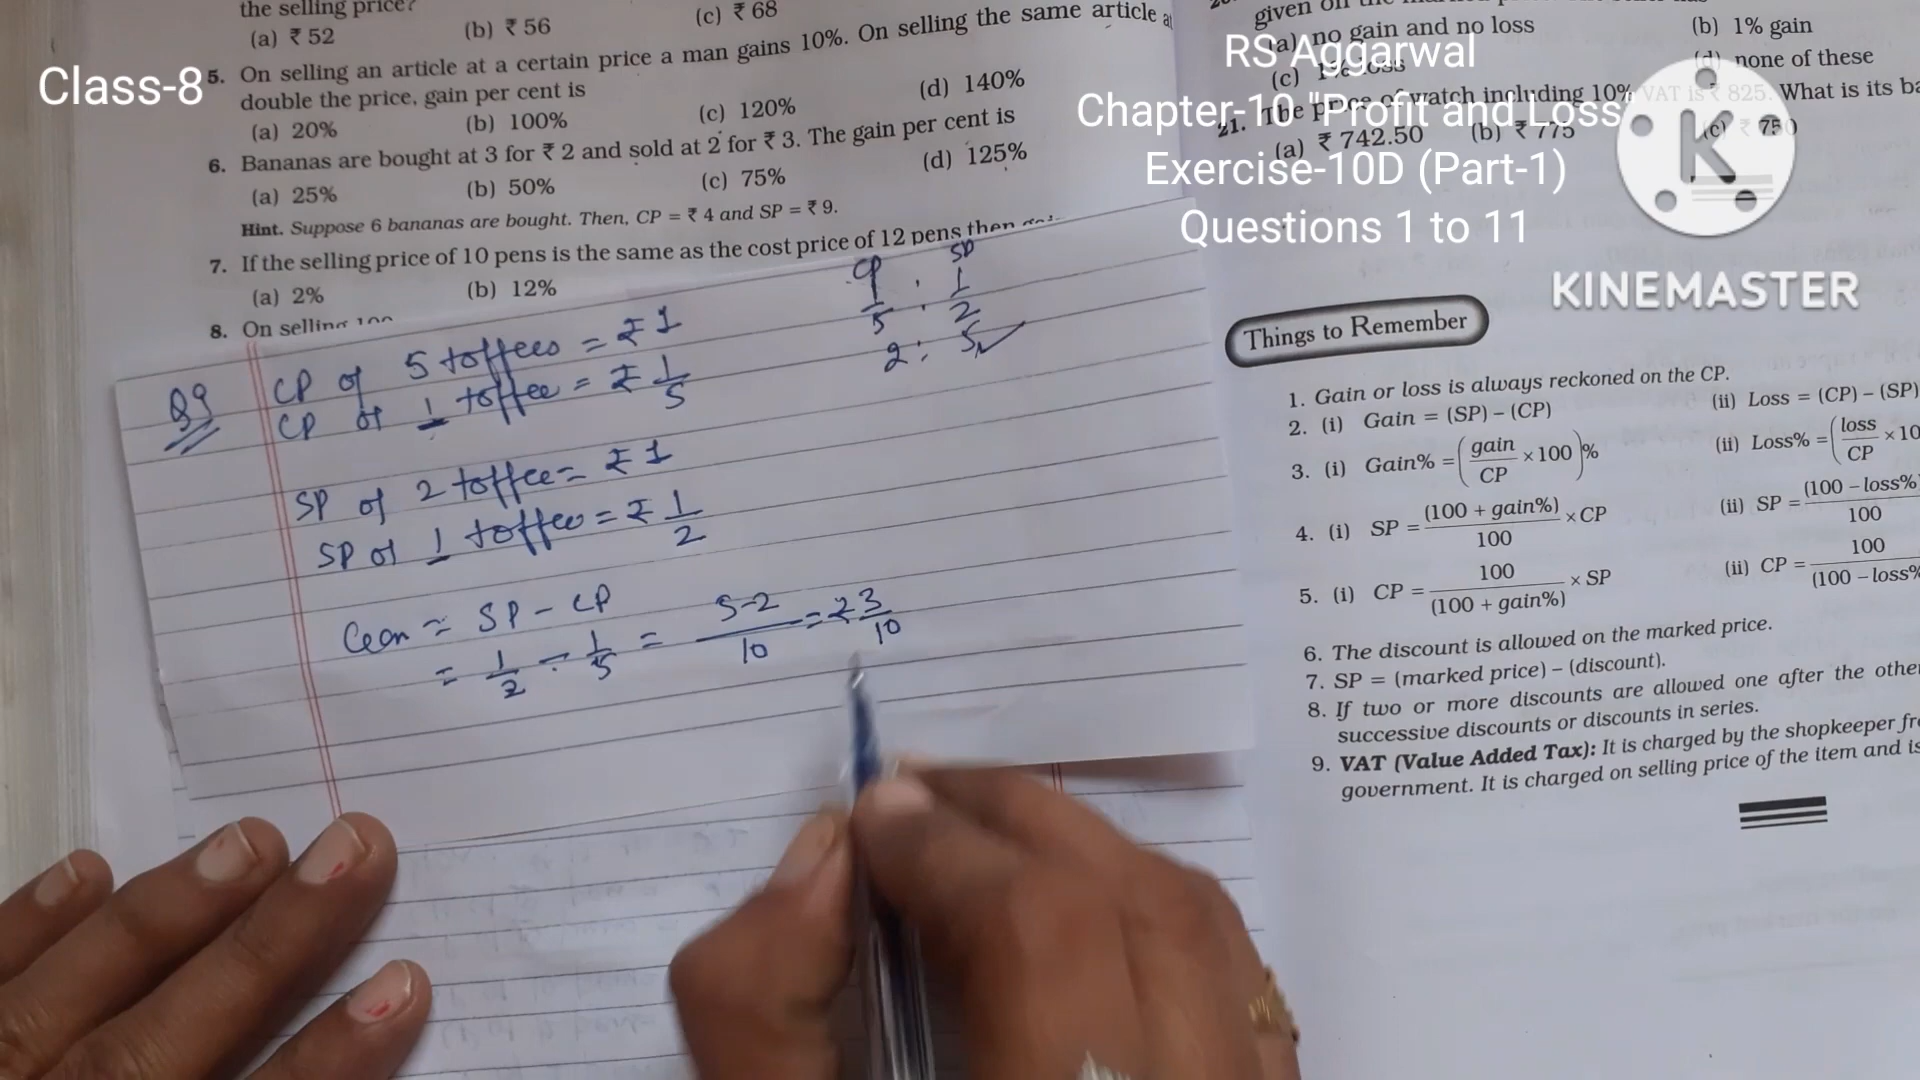 the selling price?
(a) ₹ 52 (b) ₹ 56 (c) ₹ 68
5. On selling an article at a certain price a man gains 10%. On selling the same article a
double the price, gain per cent is
(a) 20% (b) 100% (c) 120% (d) 140%
6. Bananas are bought at 3 for ₹ 2 and sold at 2 for ₹ 3. The gain per cent is
(a) 25% (b) 50% (c) 75% (d) 125%
Hint. Suppose 6 bananas are bought. Then, CP = ₹ 4 and SP = ₹ 9.
7. If the selling price of 10 pens is the same as the cost price of 12 pens then
(a) 2% (b) 12%
8. On selling 100
Class-8
Q9 CP of 5 toffees = ₹ 1
CP of 1 toffee = ₹ 1/5
SP of 2 toffee = ₹ 1
SP of 1 toffee = ₹ 1/2
= SP - CP
= 1/2 - 1/5 = 5-2/10 = ₹ 3/10
CP : SP
1/5 : 1/2
2 : 5
given on the
(a) no gain and no loss (b) 1% gain
(c) 1% loss (d) none of these
21. The price of watch including 10% VAT is ₹ 825. What is its ba
(a) ₹ 742.50 (b) ₹ 775 (c) ₹ 750
RS Aggarwal
Chapter-10 "Profit and Loss"
Exercise-10D (Part-1)
Questions 1 to 11
K
KINEMASTER
Things to Remember
1. Gain or loss is always reckoned on the CP.
2. (i) Gain = (SP) – (CP) (ii) Loss = (CP) – (SP)
3. (i) Gain% = (gain/CP × 100)% (ii) Loss% = (loss/CP × 10
4. (i) SP = (100 + gain%)/100 × CP (ii) SP = (100 – loss%)/100
5. (i) CP = 100/(100 + gain%) × SP (ii) CP = 100/(100 – loss%
6. The discount is allowed on the marked price.
7. SP = (marked price) – (discount).
8. If two or more discounts are allowed one after the othe
successive discounts or discounts in series.
9. VAT (Value Added Tax): It is charged by the shopkeeper fr
government. It is charged on selling price of the item and is